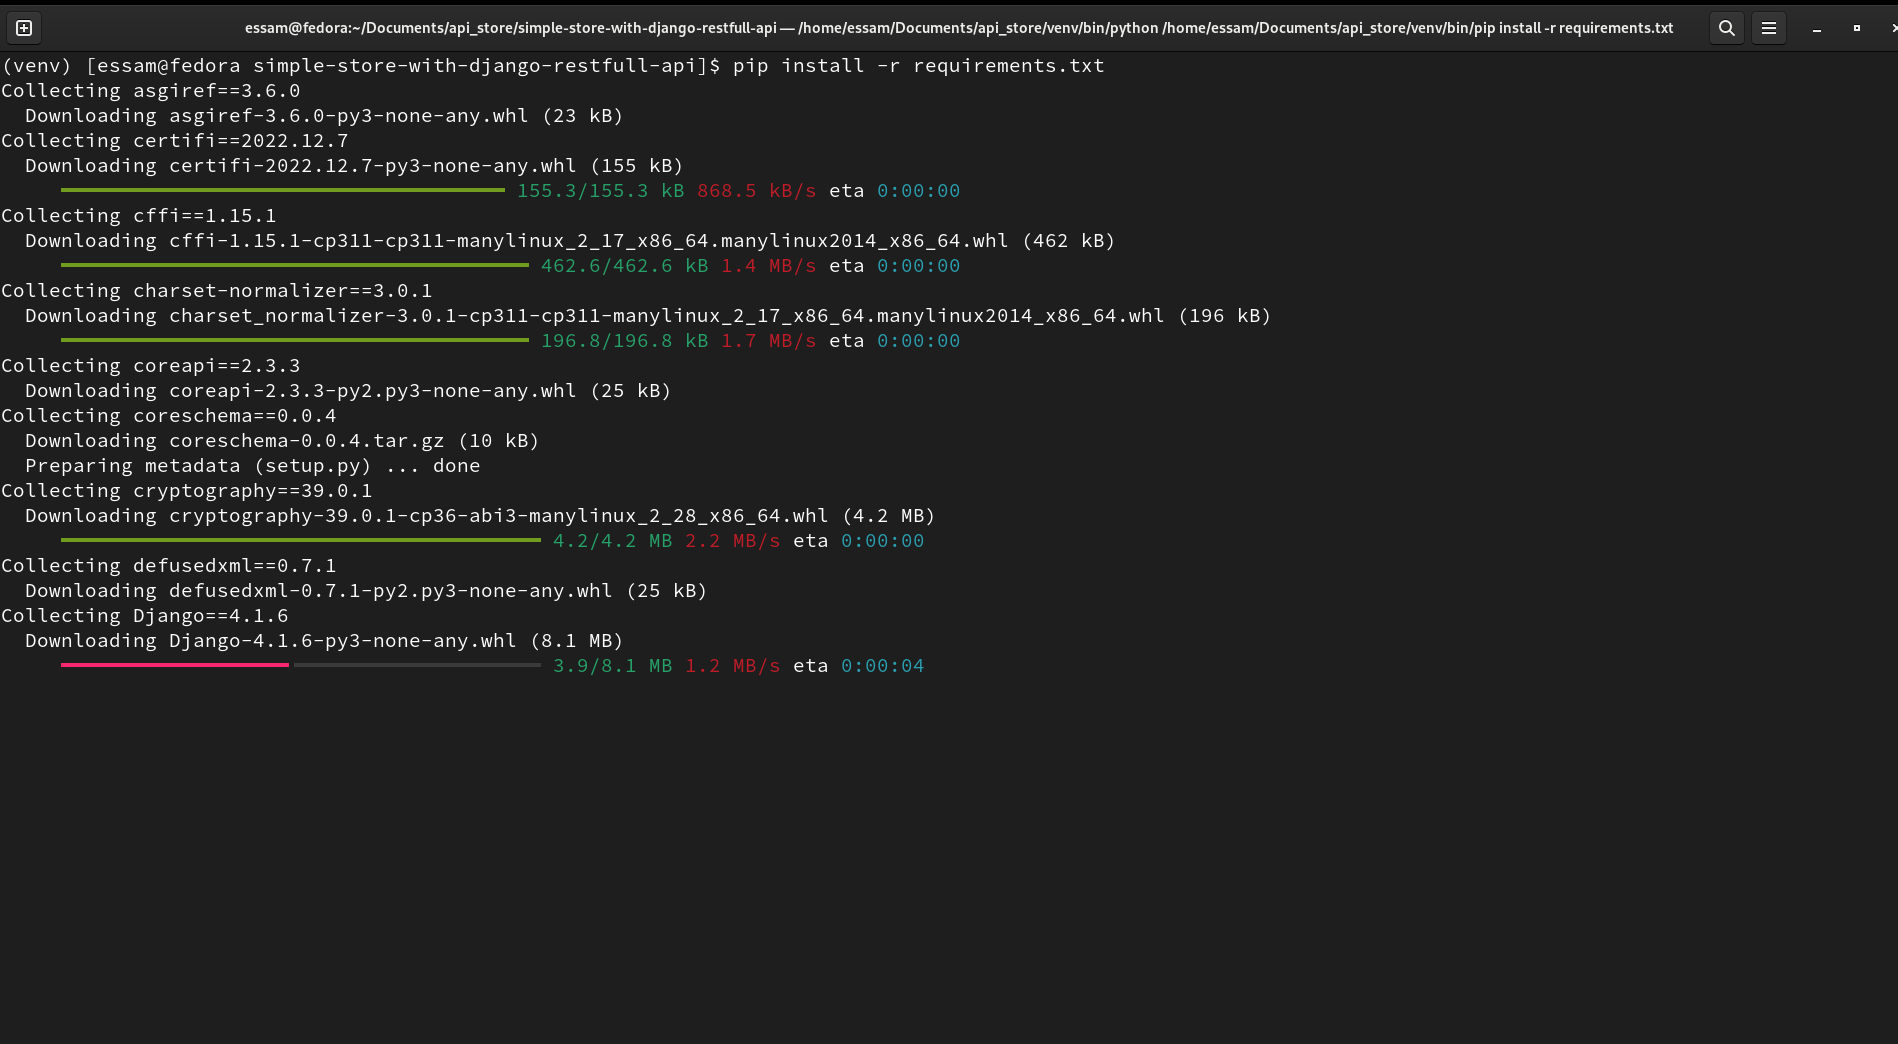 essam@fedora:~/Documents/api_store/simple-store-with-django-restfull-api — /home/essam/Documents/api_store/venv/bin/python /home/essam/Documents/api_store/venv/bin/pip install -r requirements.txt
(venv) [essam@fedora simple-store-with-django-restfull-api]$ pip install -r requirements.txt
Collecting asgiref==3.6.0
  Downloading asgiref-3.6.0-py3-none-any.whl (23 kB)
Collecting certifi==2022.12.7
  Downloading certifi-2022.12.7-py3-none-any.whl (155 kB)
155.3/155.3 kB 868.5 kB/s eta 0:00:00
Collecting cffi==1.15.1
  Downloading cffi-1.15.1-cp311-cp311-manylinux_2_17_x86_64.manylinux2014_x86_64.whl (462 kB)
462.6/462.6 kB 1.4 MB/s eta 0:00:00
Collecting charset-normalizer==3.0.1
  Downloading charset_normalizer-3.0.1-cp311-cp311-manylinux_2_17_x86_64.manylinux2014_x86_64.whl (196 kB)
196.8/196.8 kB 1.7 MB/s eta 0:00:00
Collecting coreapi==2.3.3
  Downloading coreapi-2.3.3-py2.py3-none-any.whl (25 kB)
Collecting coreschema==0.0.4
  Downloading coreschema-0.0.4.tar.gz (10 kB)
  Preparing metadata (setup.py) ... done
Collecting cryptography==39.0.1
  Downloading cryptography-39.0.1-cp36-abi3-manylinux_2_28_x86_64.whl (4.2 MB)
4.2/4.2 MB 2.2 MB/s eta 0:00:00
Collecting defusedxml==0.7.1
  Downloading defusedxml-0.7.1-py2.py3-none-any.whl (25 kB)
Collecting Django==4.1.6
  Downloading Django-4.1.6-py3-none-any.whl (8.1 MB)
3.9/8.1 MB 1.2 MB/s eta 0:00:04